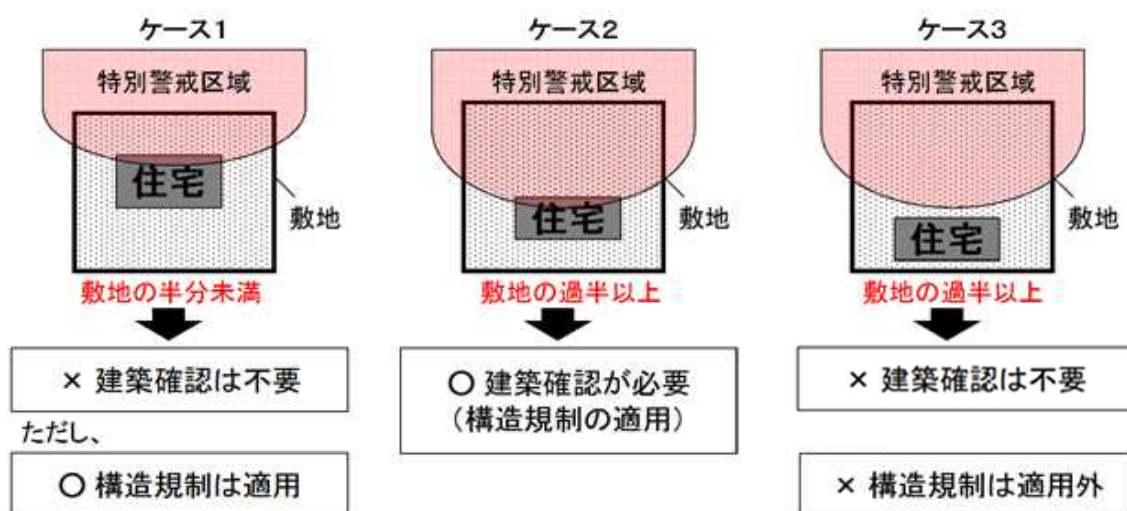 ケース1
特別警戒区域
住宅
敷地
敷地の半分未満
× 建築確認は不要
ただし、
○ 構造規制は適用
ケース2
特別警戒区域
住宅
敷地
敷地の過半以上
○ 建築確認が必要
（構造規制の適用）
ケース3
特別警戒区域
住宅
敷地
敷地の過半以上
× 建築確認は不要
× 構造規制は適用外